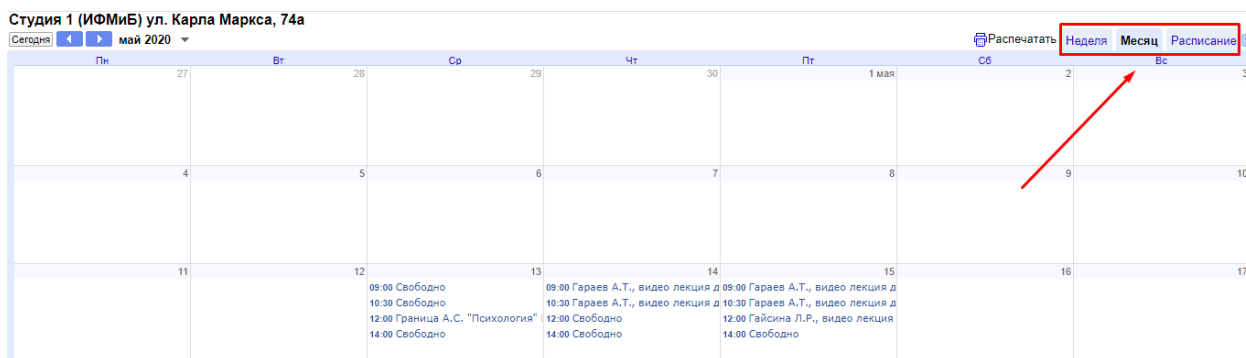 Студия 1 (ИФМиБ) ул. Карла Маркса, 74а
Сегодня май 2020 Распечатать Неделя Месяц Расписание
Пн Вт Ср Чт Пт Сб Вс
27 28 29 30 1 мая 2 3
4 5 6 7 8 9 10
11 12 13 14 15 16 17
09:00 Свободно 09:00 Гараев А.Т., видео лекция д 09:00 Гараев А.Т., видео лекция д
10:30 Свободно 10:30 Гараев А.Т., видео лекция д 10:30 Гараев А.Т., видео лекция д
12:00 Граница А.С. "Психология" 12:00 Свободно 12:00 Гайсина Л.Р., видео лекция
14:00 Свободно 14:00 Свободно 14:00 Свободно